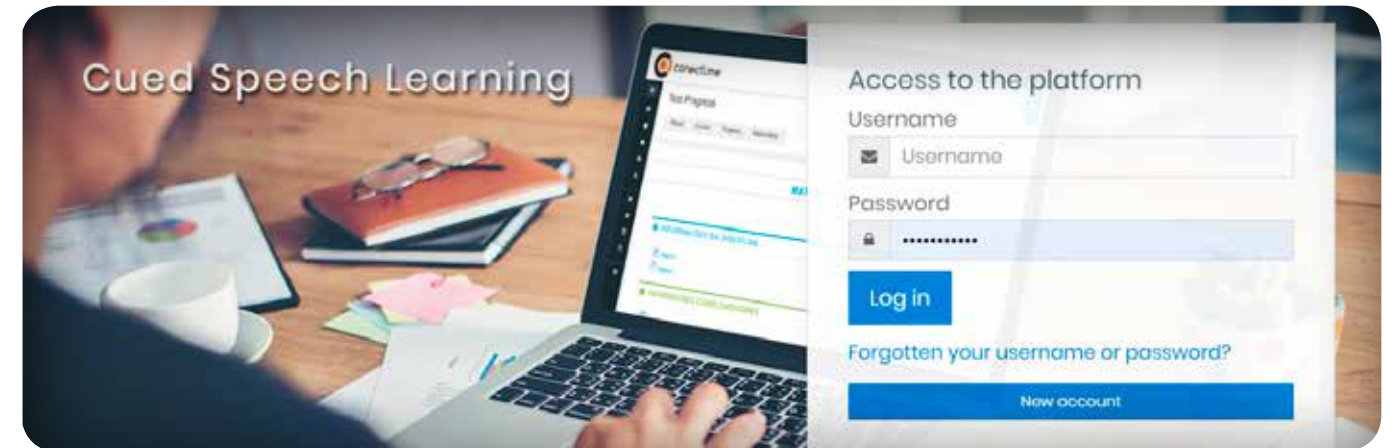 Cued Speech Learning
conectime
Access to the platform
Username
Username
Password
•••••••••••
Log in
Forgotten your username or password?
New account